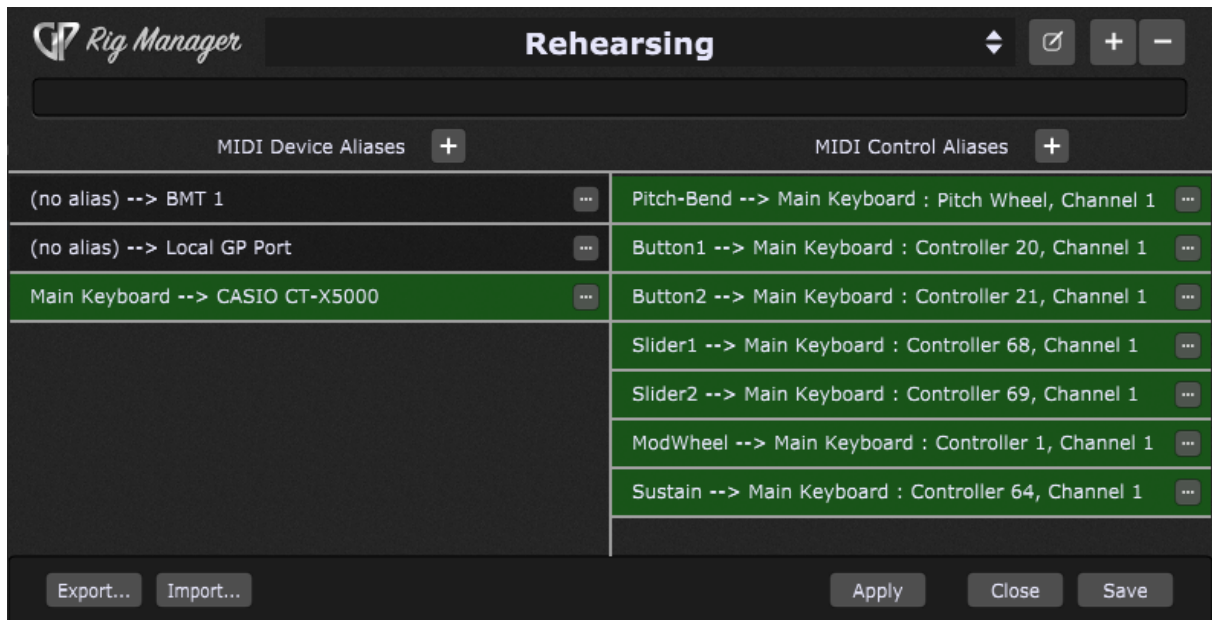 GP Rig Manager
Rehearsing
+ −
MIDI Device Aliases +
MIDI Control Aliases +
(no alias) --> BMT 1 ...
(no alias) --> Local GP Port ...
Main Keyboard --> CASIO CT-X5000 ...
Pitch-Bend --> Main Keyboard : Pitch Wheel, Channel 1 ...
Button1 --> Main Keyboard : Controller 20, Channel 1 ...
Button2 --> Main Keyboard : Controller 21, Channel 1 ...
Slider1 --> Main Keyboard : Controller 68, Channel 1 ...
Slider2 --> Main Keyboard : Controller 69, Channel 1 ...
ModWheel --> Main Keyboard : Controller 1, Channel 1 ...
Sustain --> Main Keyboard : Controller 64, Channel 1 ...
Export... Import... Apply Close Save